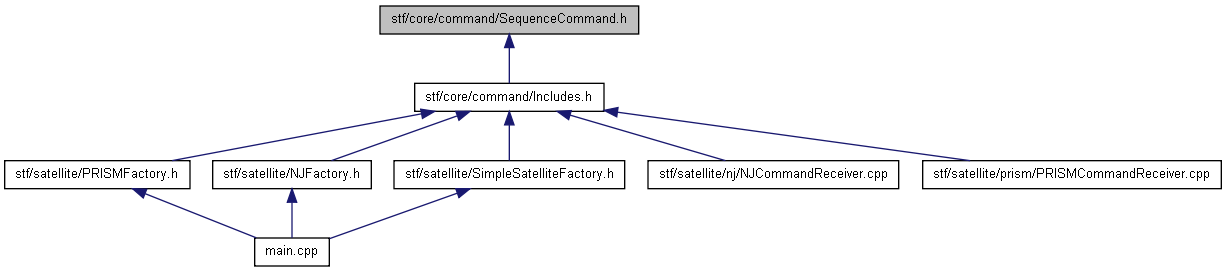 stf/core/command/SequenceCommand.h
stf/core/command/Includes.h
stf/satellite/PRISMFactory.h
stf/satellite/NJFactory.h
stf/satellite/SimpleSatelliteFactory.h
stf/satellite/nj/NJCommandReceiver.cpp
stf/satellite/prism/PRISMCommandReceiver.cpp
main.cpp